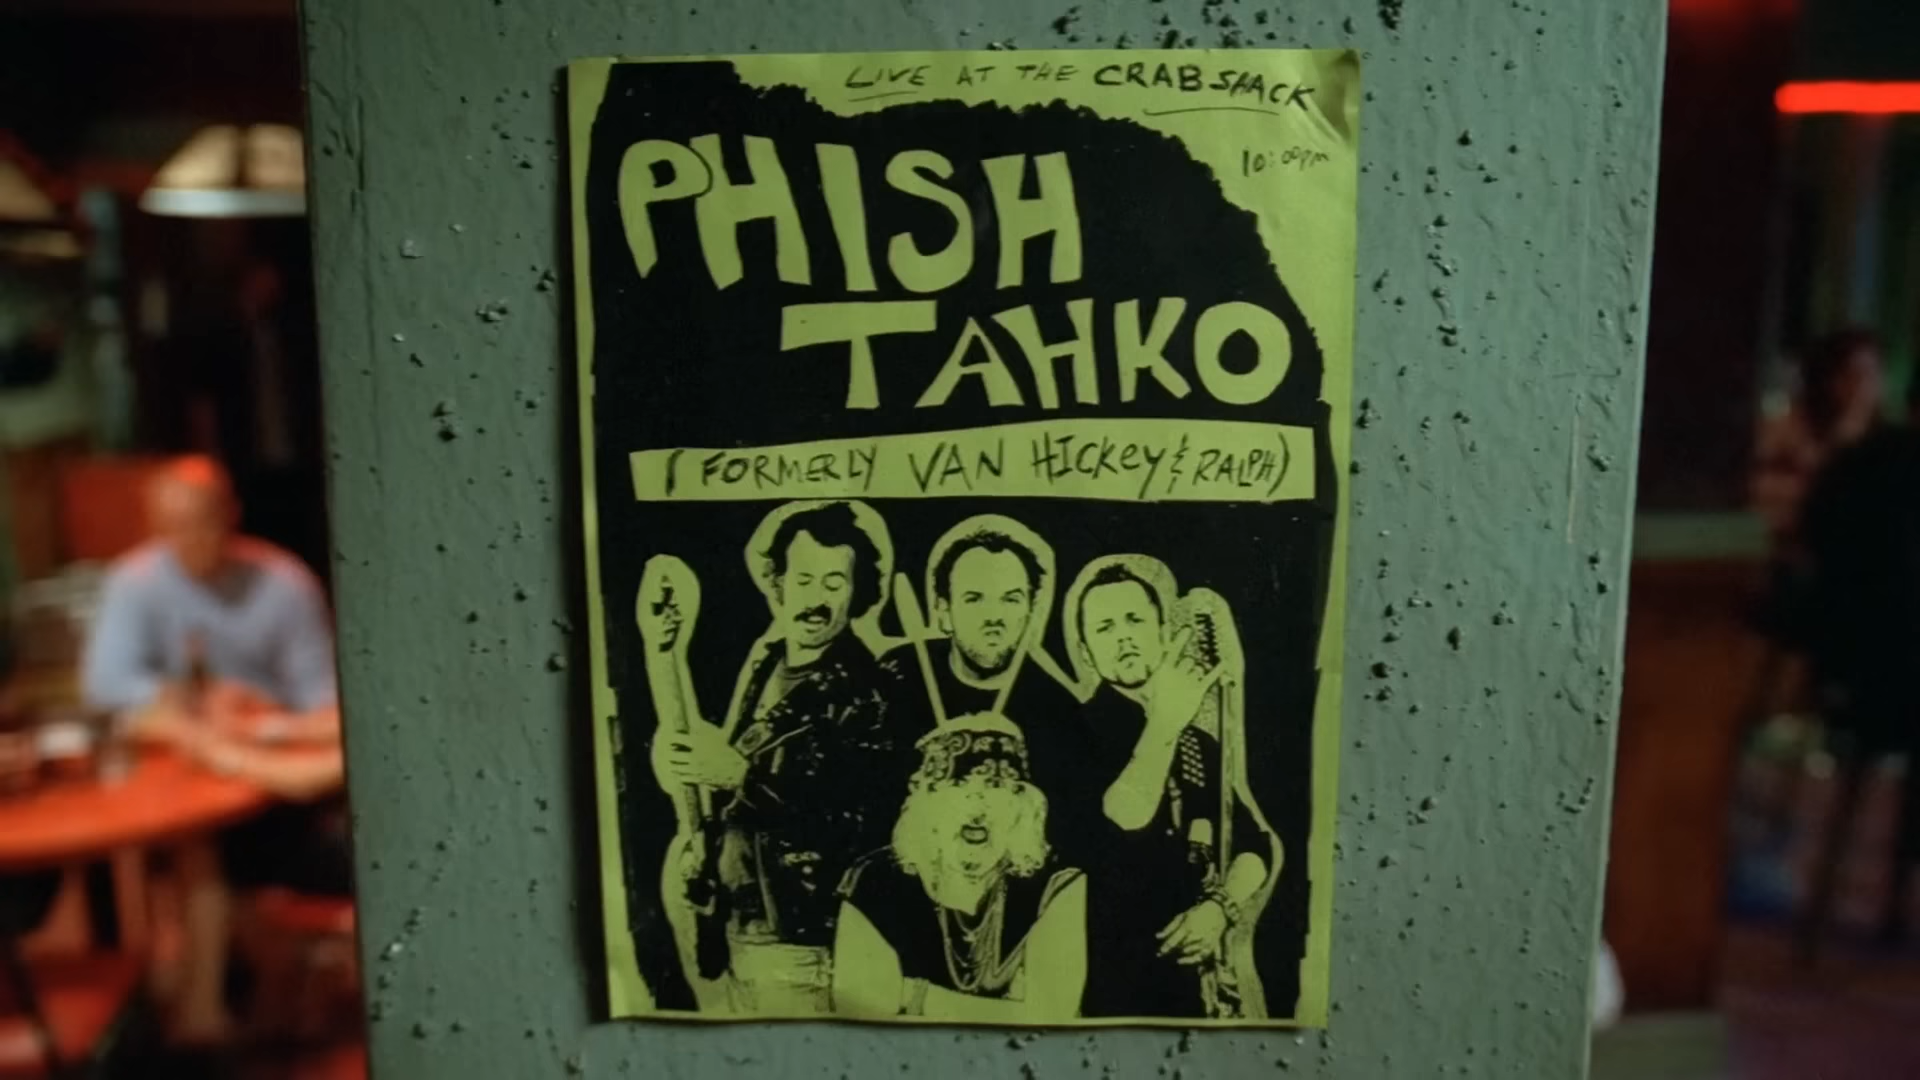 LIVE AT THE CRAB SHACK
10:00PM
PHISH
TAHKO
(FORMERLY VAN HICKEY & RALPH)